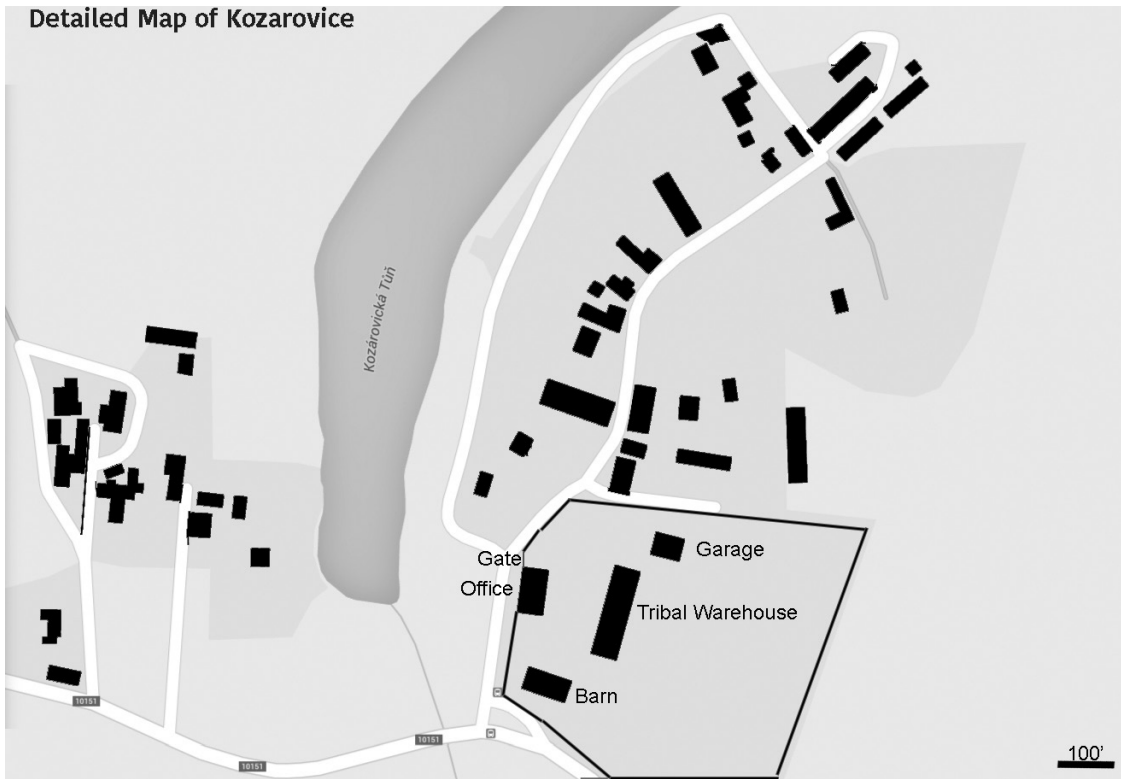 Detailed Map of Kozarovice
Kozárovická Tůň
Gate
Garage
Office
Tribal Warehouse
Barn
10151
10151
10151
100'